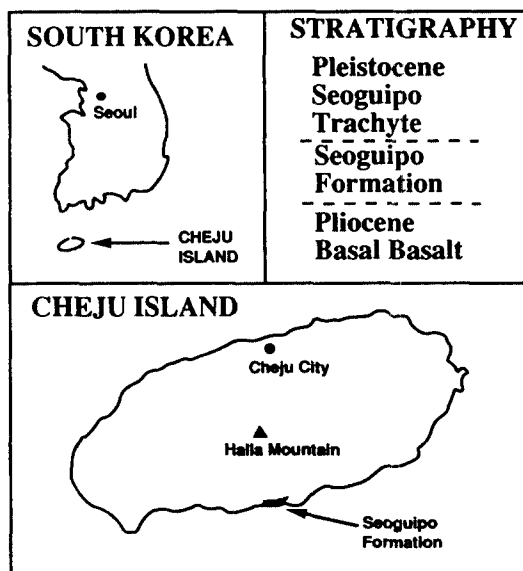 SOUTH KOREA
Seoul
CHEJU
ISLAND
STRATIGRAPHY
Pleistocene
Seoguipo
Trachyte
Seoguipo
Formation
Pliocene
Basal Basalt
CHEJU ISLAND
Cheju City
Halla Mountain
Seoguipo
Formation